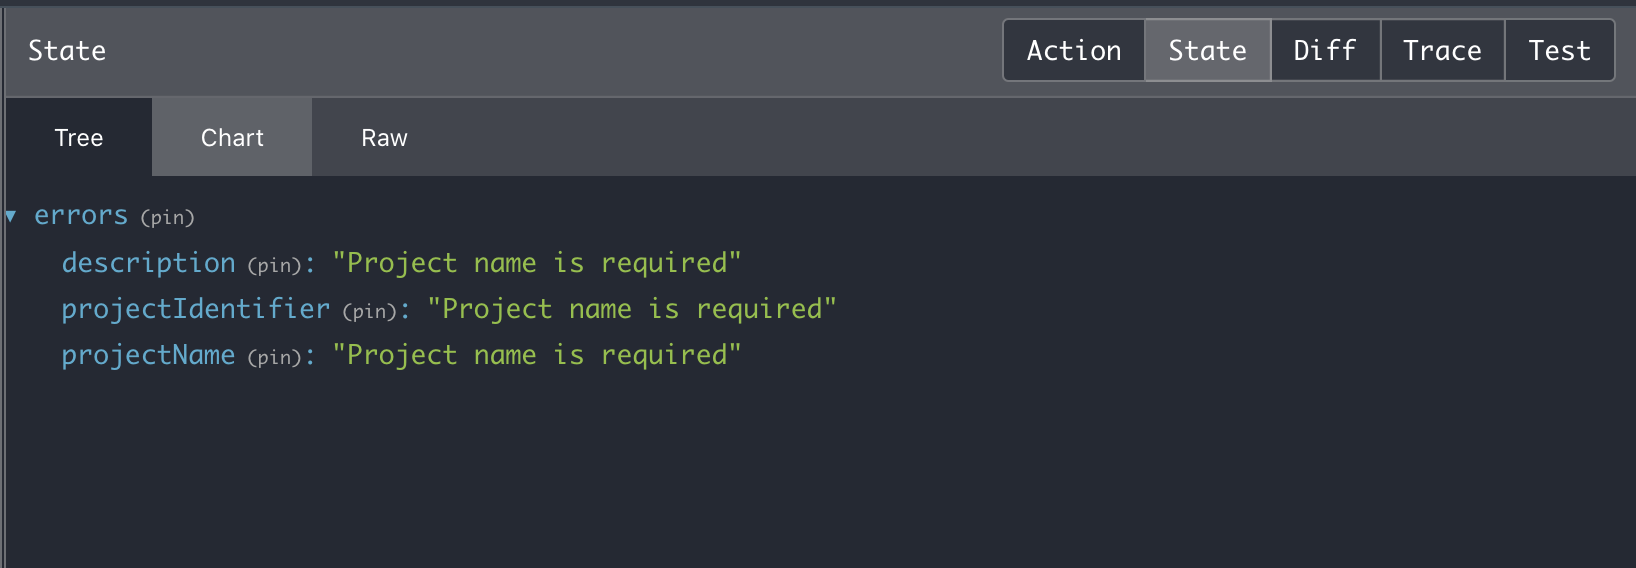 State
Action State Diff Trace Test
Tree Chart Raw
▼ errors (pin)
description (pin): "Project name is required"
projectIdentifier (pin): "Project name is required"
projectName (pin): "Project name is required"